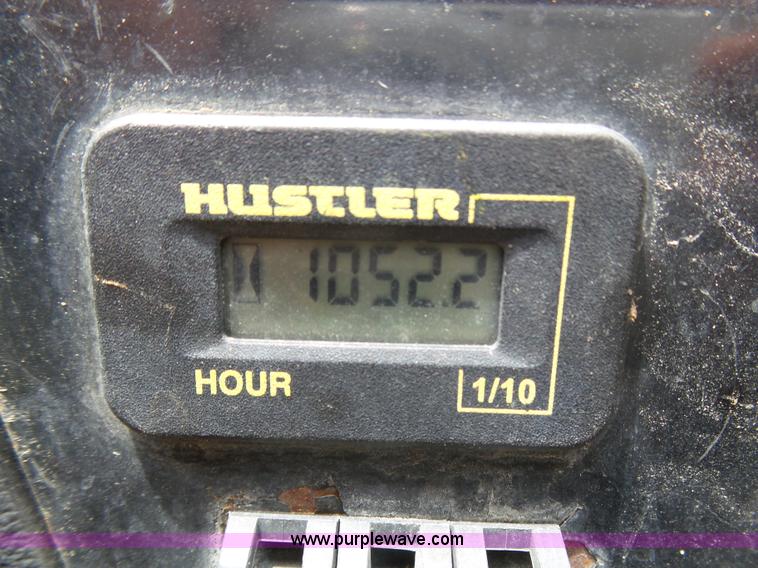 HUSTLER
1052.2
HOUR 1/10
www.purplewave.com